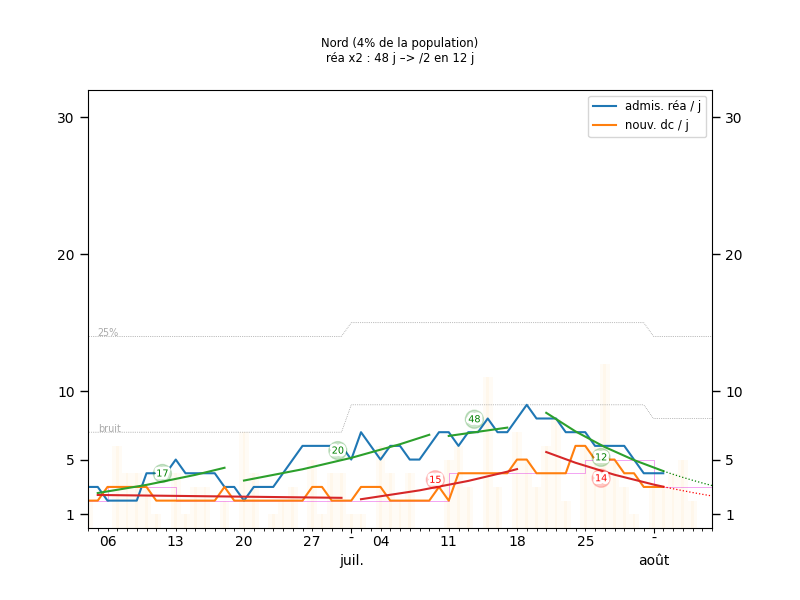 Nord (4% de la population)
réa x2 : 48 j –> /2 en 12 j
admis. réa / j
nouv. dc / j
30 30
20 20
25%
10 10
bruit
48
20
12
5 17 5
15 14
1 1
06 13 20 27 - 04 11 18 25 -
juil. août